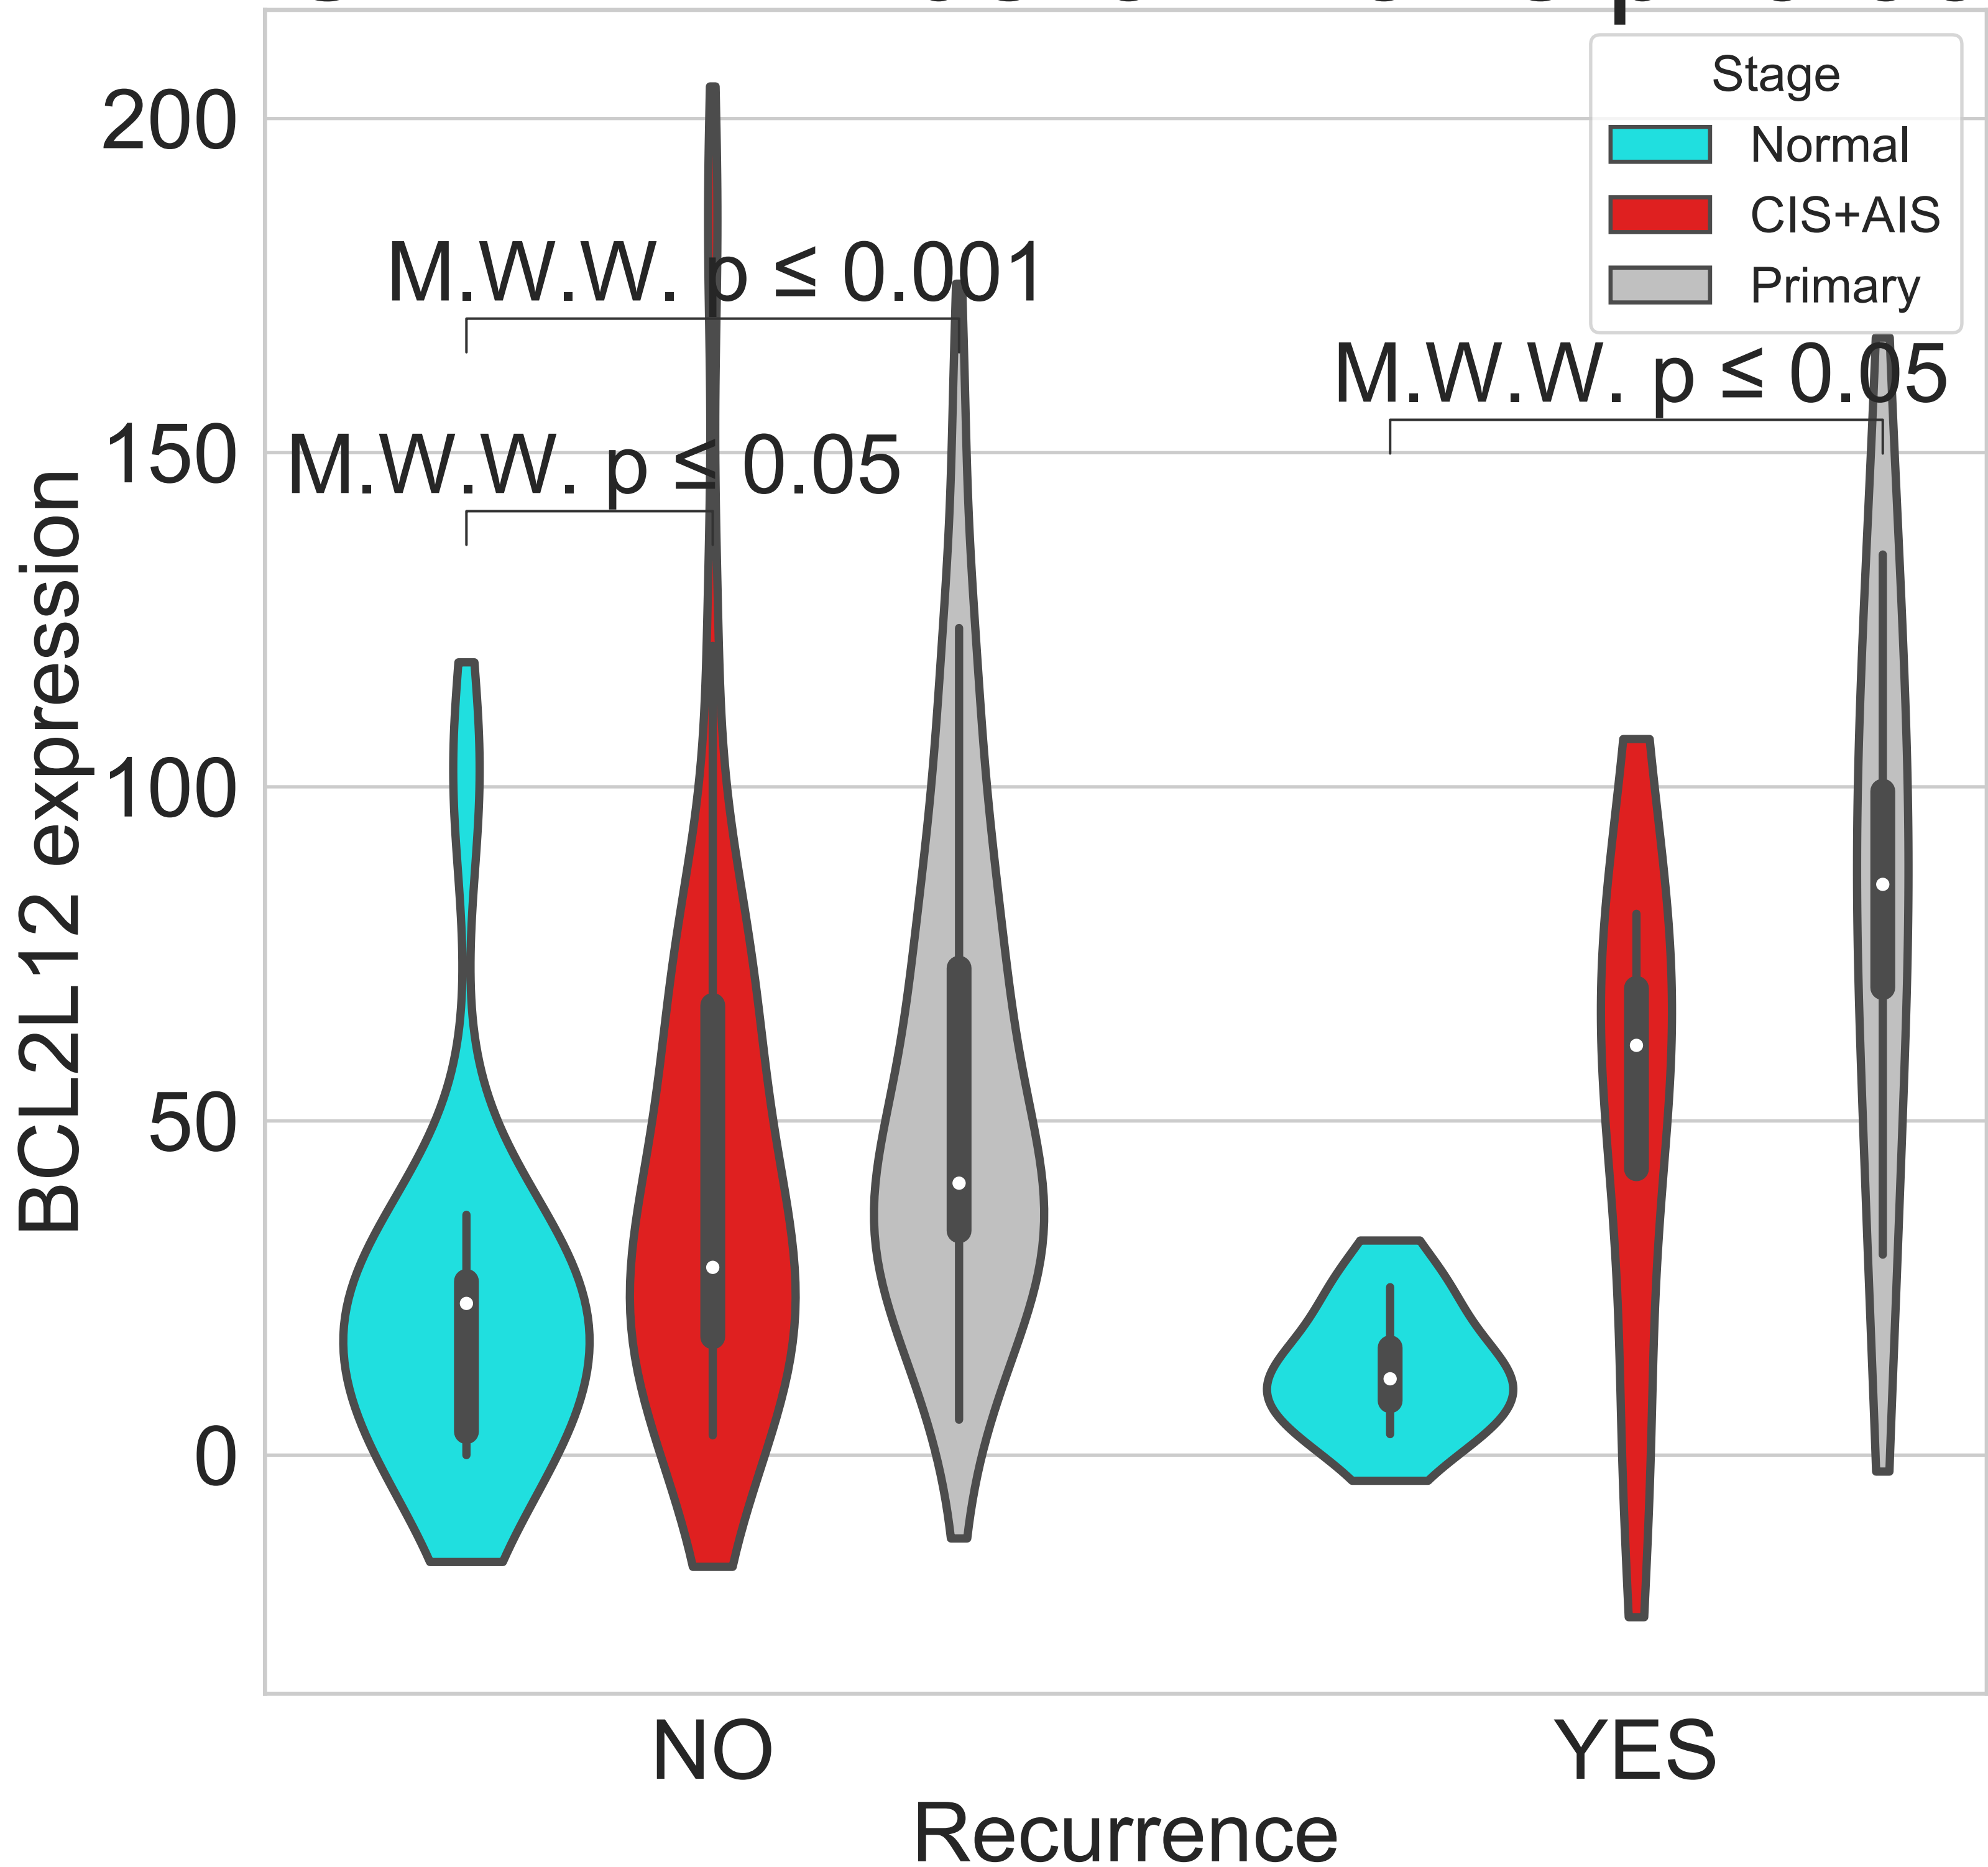 Stage
Normal
CIS+AIS
Primary
M.W.W. p ≤ 0.001
M.W.W. p ≤ 0.05
M.W.W. p ≤ 0.05
BCL2L12 expression
200
150
100
50
0
NO
YES
Recurrence